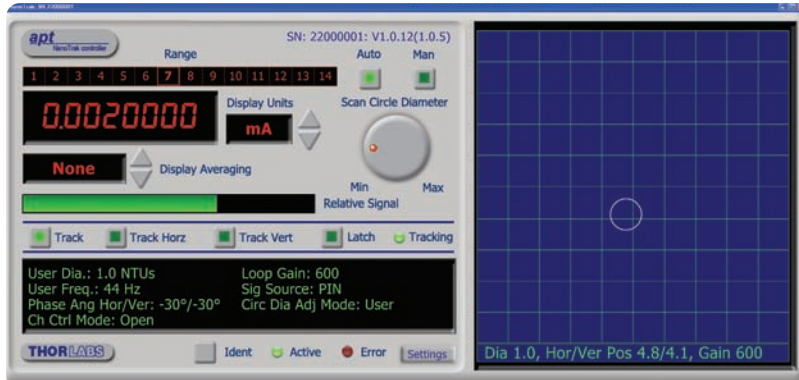 NanoTrak SN 22000001
apt
NanoTrak controller
SN: 22000001: V1.0.12(1.0.5)
Range
Auto
Man
1 2 3 4 5 6 7 8 9 10 11 12 13 14
0.0020000
Display Units
mA
Scan Circle Diameter
None
Display Averaging
Min
Max
Relative Signal
Track
Track Horz
Track Vert
Latch
Tracking
User Dia.: 1.0 NTUs
User Freq.: 44 Hz
Phase Ang Hor/Ver: -30°/-30°
Ch Ctrl Mode: Open
Loop Gain: 600
Sig Source: PIN
Circ Dia Adj Mode: User
THORLABS
Ident
Active
Error
Settings
Dia 1.0, Hor/Ver Pos 4.8/4.1, Gain 600